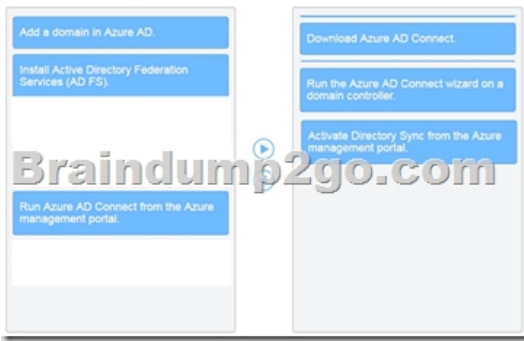 Add a domain in Azure AD.
Install Active Directory Federation
Services (AD FS).
Run Azure AD Connect from the Azure
management portal.
Download Azure AD Connect.
Run the Azure AD Connect wizard on a
domain controller.
Activate Directory Sync from the Azure
management portal.
Braindump2go.com